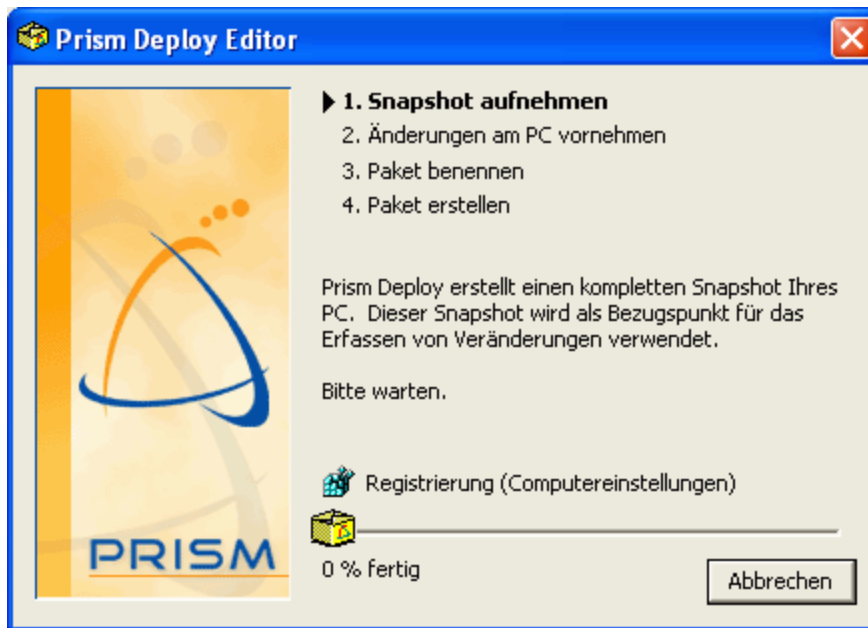 Prism Deploy Editor
1. Snapshot aufnehmen
2. Änderungen am PC vornehmen
3. Paket benennen
4. Paket erstellen
Prism Deploy erstellt einen kompletten Snapshot Ihres
PC.  Dieser Snapshot wird als Bezugspunkt für das
Erfassen von Veränderungen verwendet.
Bitte warten.
Registrierung (Computereinstellungen)
0 % fertig
PRISM
Abbrechen